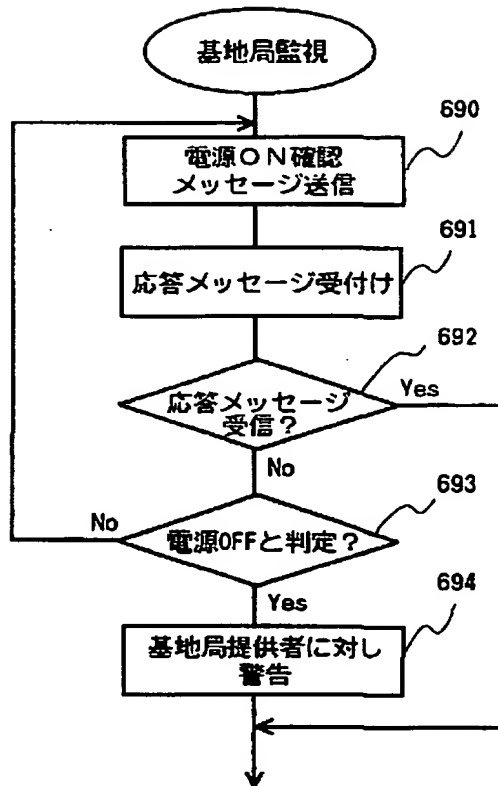 基地局監視
690
電源ON確認
メッセージ送信
691
応答メッセージ受付け
692
応答メッセージ
受信?
Yes
No
693
電源OFFと判定?
No
Yes
694
基地局提供者に対し
警告